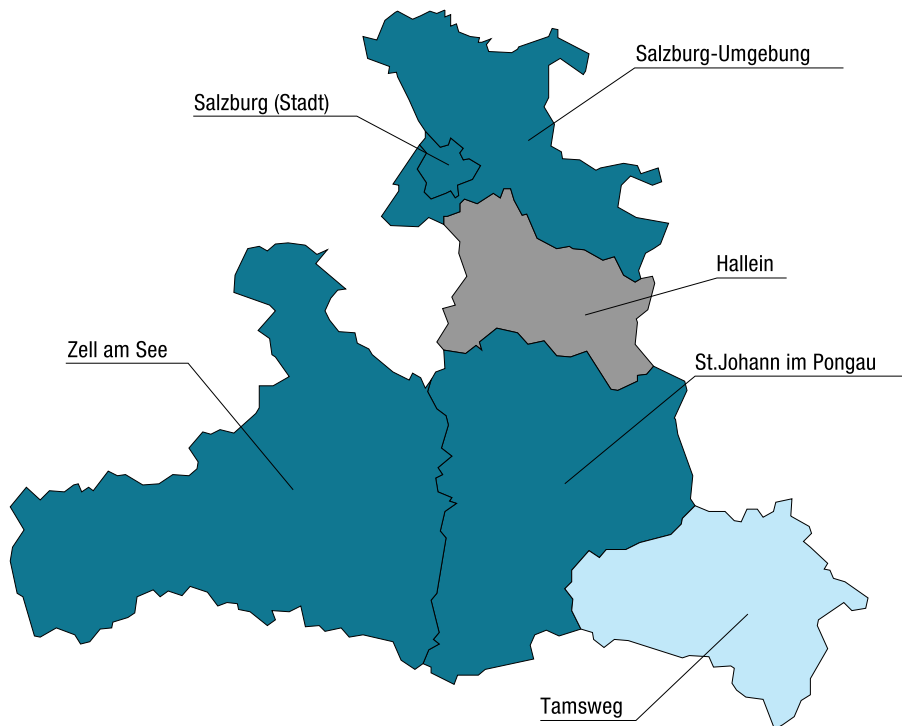 Salzburg-Umgebung
Salzburg (Stadt)
Hallein
Zell am See
St.Johann im Pongau
Tamsweg